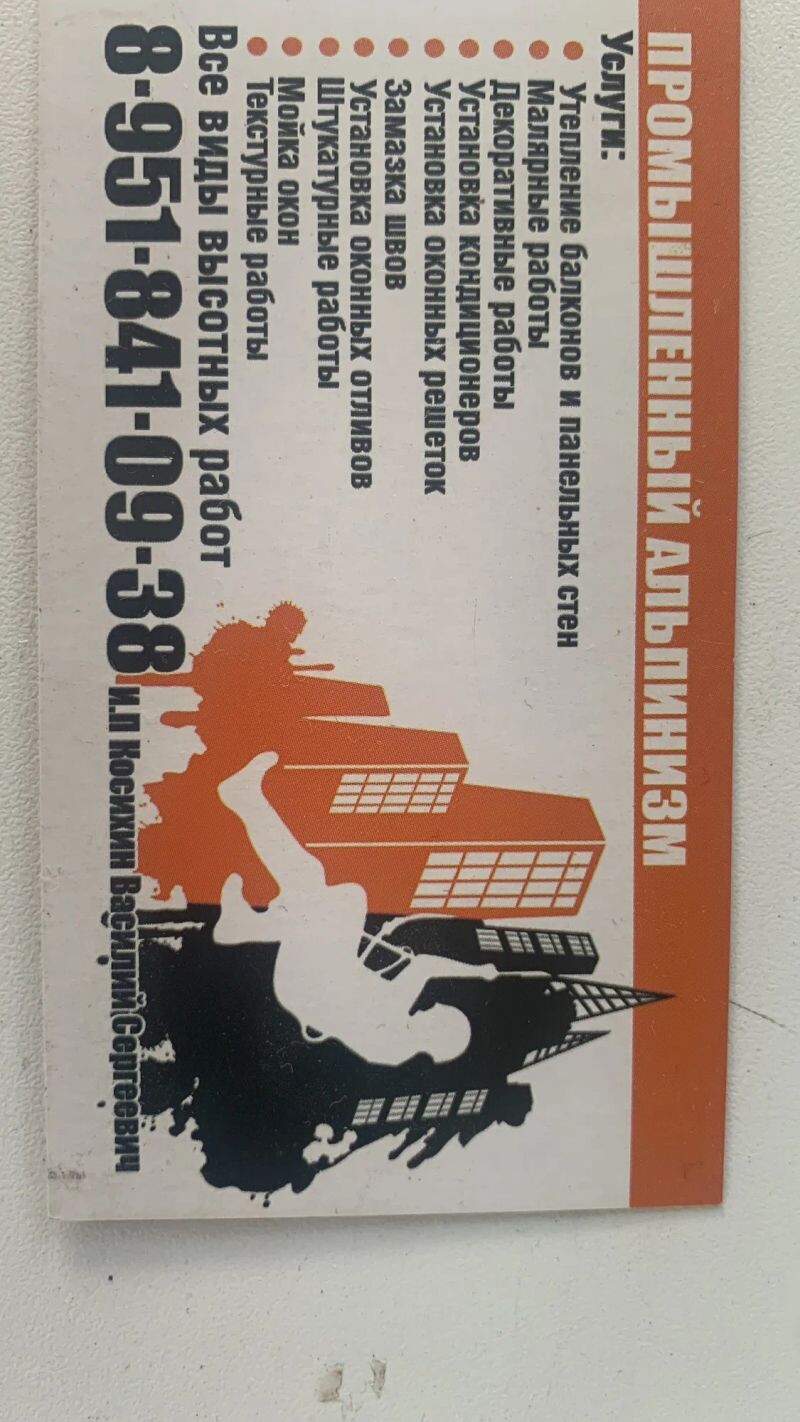 ПРОМЫШЛЕННЫЙ АЛЬПИНИЗМ
Услуги:
• Утепление балконов и панельных стен
• Малярные работы
• Декоративные работы
• Установка кондиционеров
• Установка оконных решеток
• Замазка швов
• Установка оконных отливов
• Штукатурные работы
• Мойка окон
• Текстурные работы
Все виды высотных работ
8-951-841-09-38 и.п Косихин Василий Сергеевич